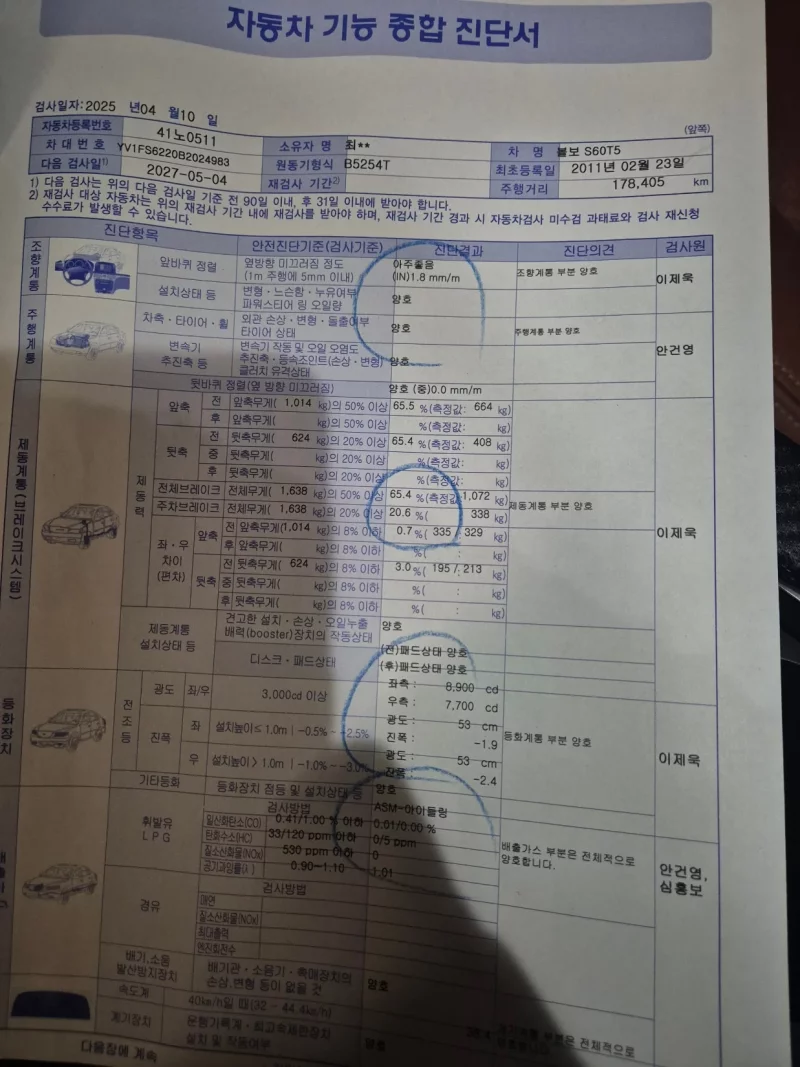 자동차 기능 종합 진단서
검사일자:2025 년04 월10 일
(앞쪽)
자동차등록번호 41노0511
차대번호 YV1FS6220B2024983 소유자 명 최** 차 명 볼보 S60T5
다음 검사일1) 2027-05-04 원동기형식 B5254T 최초등록일 2011년 02월 23일
재검사 기간2) 주행거리 178,405 km
1) 다음 검사는 위의 다음 검사일 기준 전 90일 이내, 후 31일 이내에 받아야 합니다.
2) 재검사 대상 자동차는 위의 재검사 기간 내에 재검사를 받아야 하며, 재검사 기간 경과 시 자동차검사 미수검 과태료와 검사 재신청
수수료가 발생할 수 있습니다.
진단항목 안전진단기준(검사기준) 진단결과 진단의견 검사원
조향계통 앞바퀴 정렬 옆방향 미끄러짐 정도 아주좋음
(1m 주행에 5mm 이내) (IN)1.8 mm/m 조향계통 부분 양호 이제욱
설치상태 등 변형·느슨함·누유여부 양호
파워스티어 링 오일량
주행계통 차축·타이어·휠 외관 손상·변형·돌출여부 양호 주행계통 부분 양호
타이어 상태
안건영
변속기 변속기 작동 및 오일 오염도
추진축 등 추진축·등속조인트(손상·변형) 양호
클러치 유격상태
제동계통(브레이크시스템) 뒷바퀴 정렬(옆 방향 미끄러짐) 양호 (중)0.0 mm/m
제동력 앞축 전 앞축무게( 1,014 kg)의 50% 이상 65.5 %(측정값: 664 kg)
후 앞축무게( kg)의 50% 이상 %(측정값: kg)
뒷축 전 뒷축무게( 624 kg)의 20% 이상 65.4 %(측정값: 408 kg)
중 뒷축무게( kg)의 20% 이상 %(측정값: kg)
후 뒷축무게( kg)의 20% 이상 %(측정값: kg)
전체브레이크 전체무게( 1,638 kg)의 50% 이상 65.4 %(측정값: 1,072 kg)
제동계통 부분 양호
주차브레이크 전체무게( 1,638 kg)의 20% 이상 20.6 %( 338 kg)
이제욱
좌·우 차이 (편차) 앞축 전 앞축무게(1,014 kg)의 8% 이하 0.7 %( 335 / 329 kg)
후 앞축무게( kg)의 8% 이하 %( : kg)
뒷축 전 뒷축무게( 624 kg)의 8% 이하 3.0 %( 195 / 213 kg)
중 뒷축무게( kg)의 8% 이하 %( : kg)
후 뒷축무게( kg)의 8% 이하 %( : kg)
제동계통 설치상태 등 견고한 설치·손상·오일누출 양호
배력(booster)장치의 작동상태
디스크·패드상태 (전)패드상태 양호
(후)패드상태 양호
등화장치 전조등 광도 좌/우 3,000cd 이상 좌측 : 8,900 cd
우측 : 7,700 cd
진폭 좌 설치높이≤ 1.0m | -0.5% ~ -2.5% 광도 : 53 cm
진폭 : -1.9 등화계통 부분 양호
이제욱
우 설치높이 > 1.0m | -1.0% ~ -3.0% 광도 : 53 cm
-2.4
기타등화 등화장치 점등 및 설치상태 등 양호
휘발유 LPG 검사방법 ASM-아이들링
일산화탄소(CO) 0.41/1.00 % 이하 0.01/0.00 %
탄화수소(HC) 33/120 ppm 이하 0/5 ppm
배출가스 부분은 전체적으로
양호합니다.
질소산화물(NOx) 530 ppm 이하 0
안건영,
심홍보
공기과잉률(λ) 0.90-1.10 1.01
경유 검사방법
매연
질소산화물(NOx)
최대출력
엔진회전수
배기,소음 발산방지장치 배기관·소음기·촉매장치의 양호
손상,변형 등이 없을 것
속도계 40km/h일 때(32 ~ 44.4km/h)
계기장치 운행기록계·최고속제한장치 양호
설치 및 작동여부
부분은 전체적으로
다음장에 계속